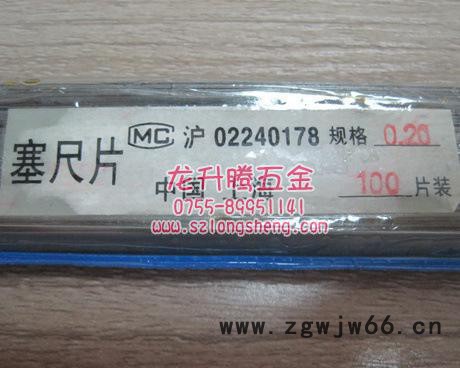 塞尺片 MC 沪 02240178 规格 0.20
中国 上海 100 片装
龙升腾五金
0755-89951141
www.szlongsheng.com
www.zgwjw66.cn